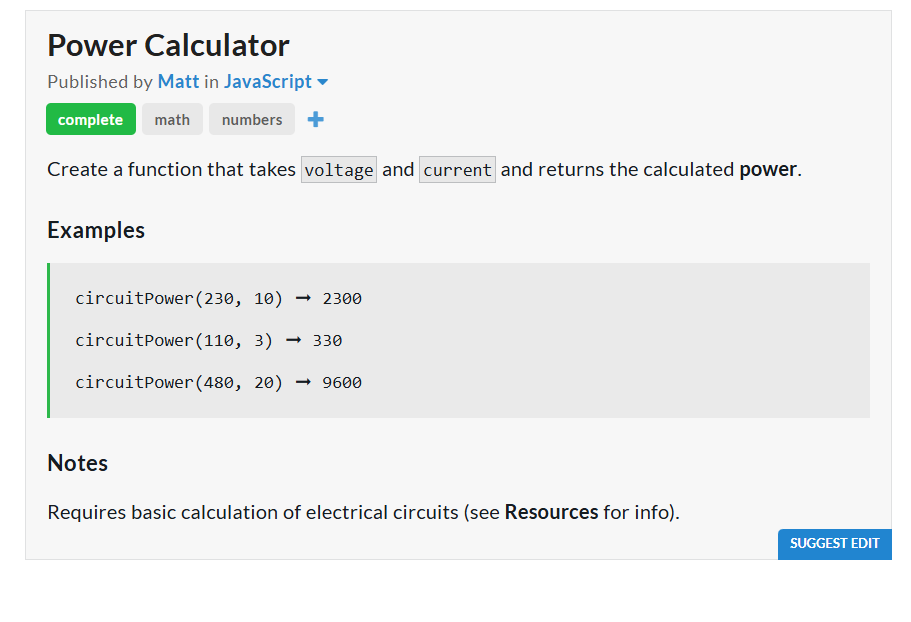 Power Calculator
Published by Matt in JavaScript
complete math numbers
Create a function that takes voltage and current and returns the calculated power.
Examples
circuitPower(230, 10) ➞ 2300
circuitPower(110, 3) ➞ 330
circuitPower(480, 20) ➞ 9600
Notes
Requires basic calculation of electrical circuits (see Resources for info).
SUGGEST EDIT